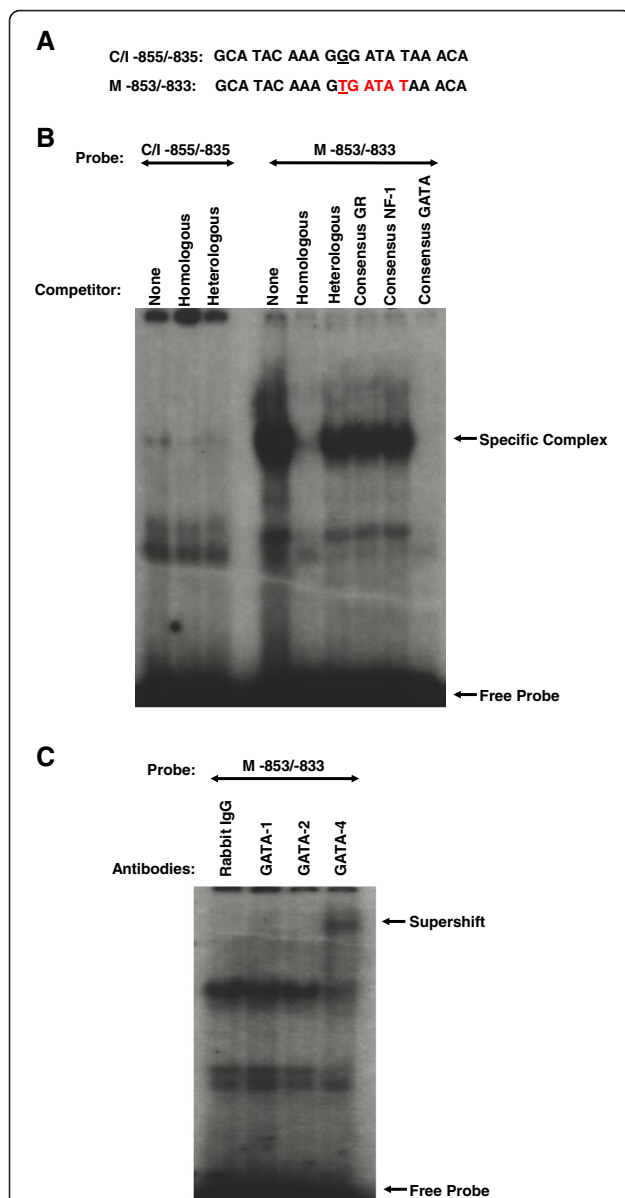 A
C/I -855/-835: GCA TAC AAA GGG ATA TAA ACA
M -853/-833: GCA TAC AAA GTG ATAT TAA ACA
B
Probe: C/I -855/-835 M -853/-833
Competitor: None Homologous Heterologous None Homologous Heterologous Consensus GR Consensus NF-1 Consensus GATA
Specific Complex
Free Probe
C
Probe: M -853/-833
Antibodies: Rabbit IgG GATA-1 GATA-2 GATA-4
Supershift
Free Probe